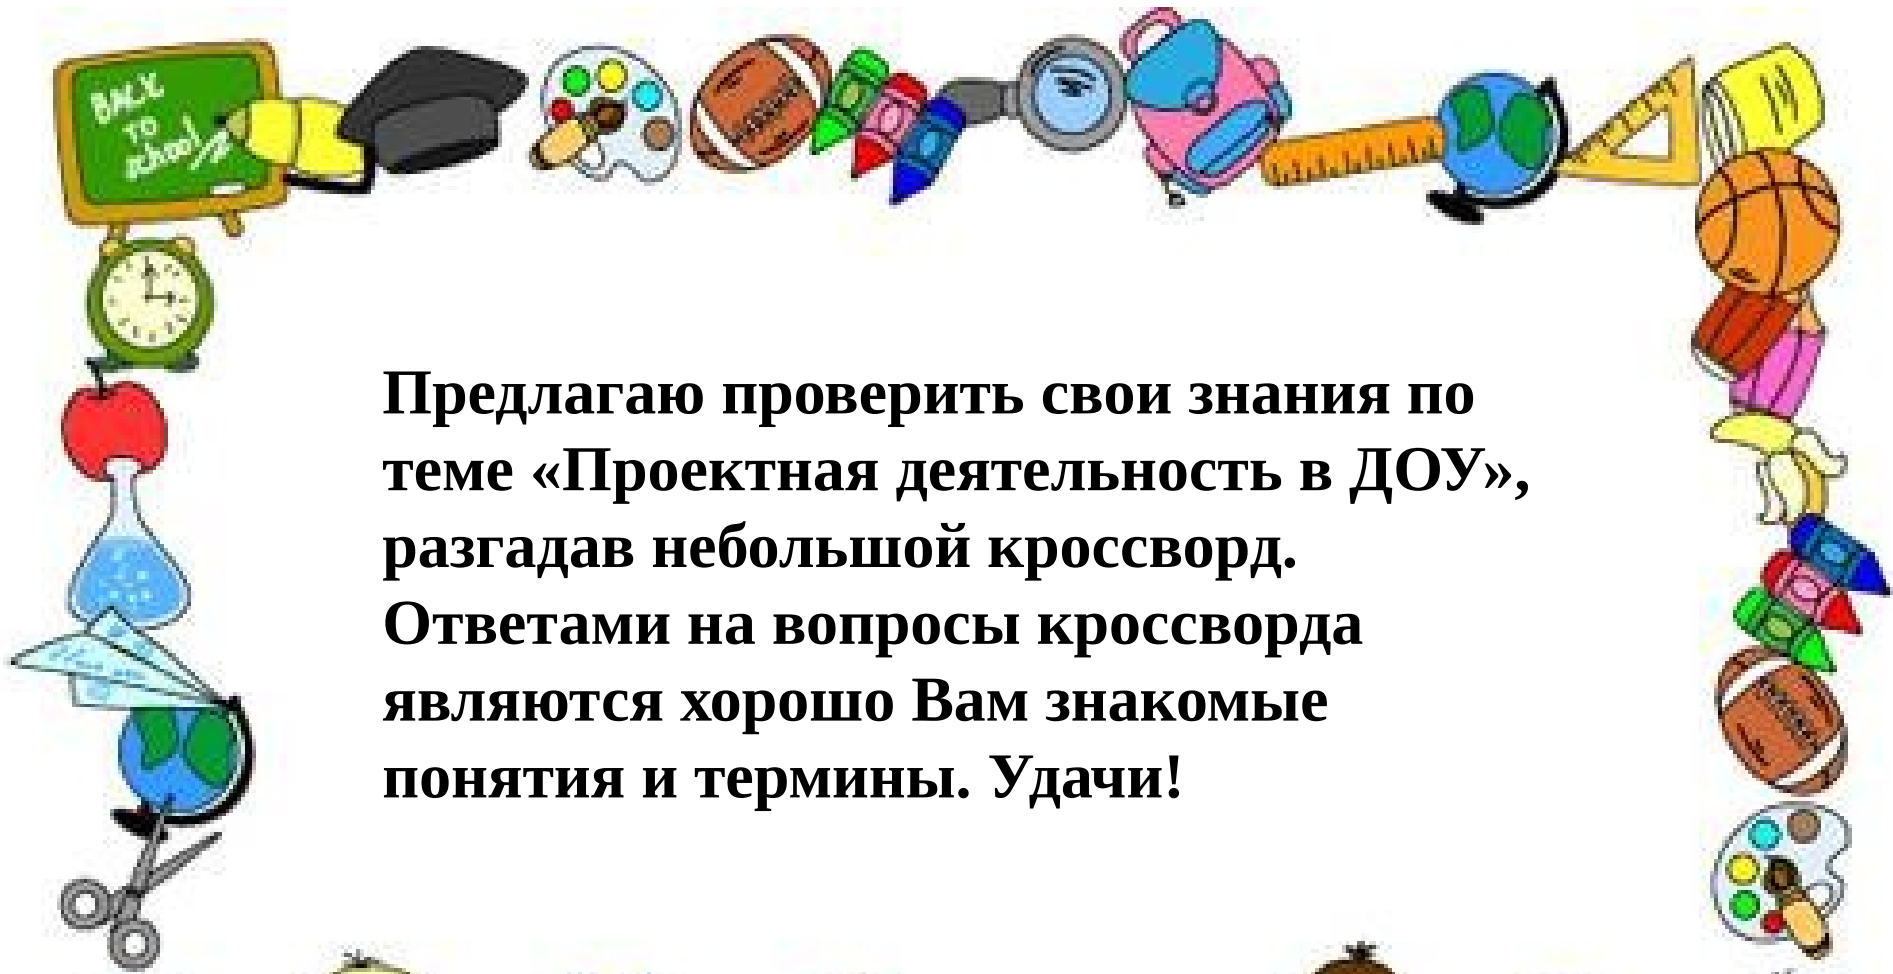 BACK
TO
school
Предлагаю проверить свои знания по
теме «Проектная деятельность в ДОУ»,
разгадав небольшой кроссворд.
Ответами на вопросы кроссворда
являются хорошо Вам знакомые
понятия и термины. Удачи!